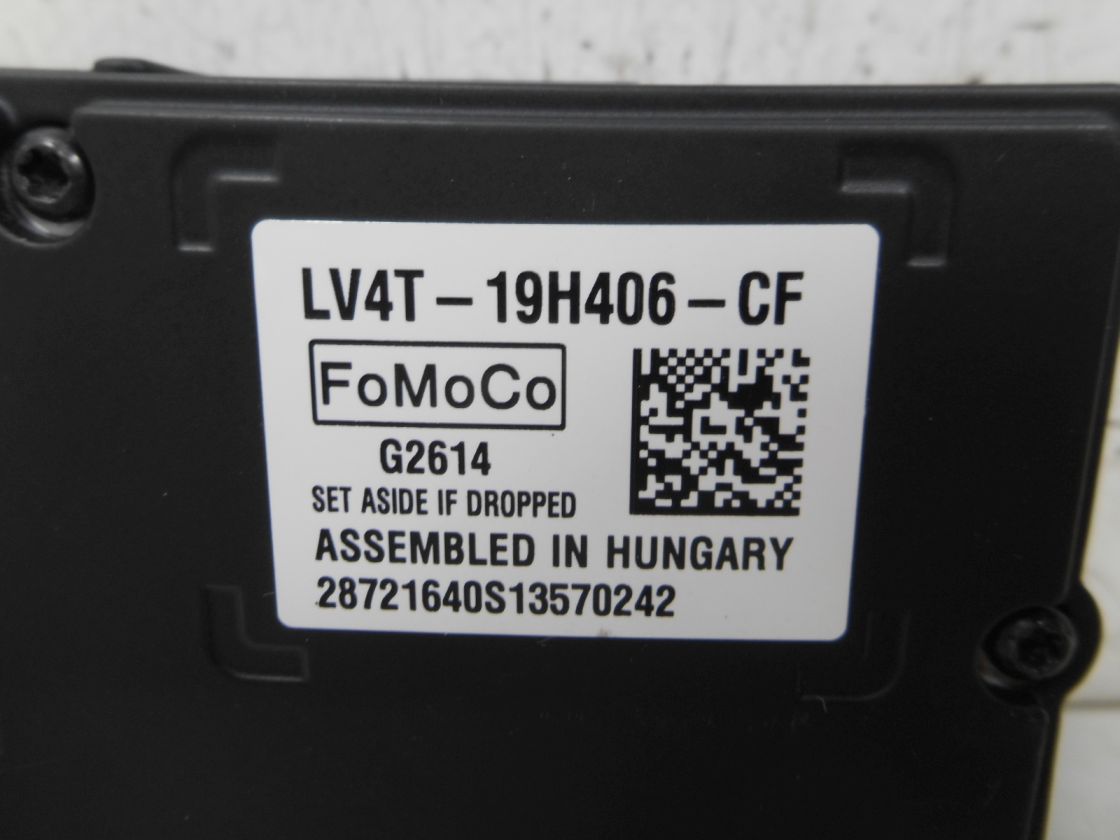 LV4T-19H406-CF
FoMoCo
G2614
SET ASIDE IF DROPPED
ASSEMBLED IN HUNGARY
28721640S13570242